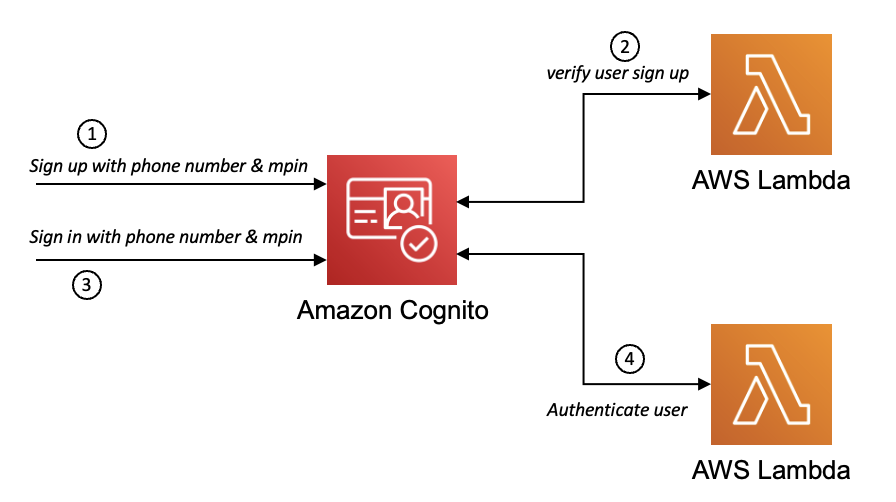 2
verify user sign up
1
Sign up with phone number & mpin
AWS Lambda
Sign in with phone number & mpin
3
Amazon Cognito
4
Authenticate user
AWS Lambda